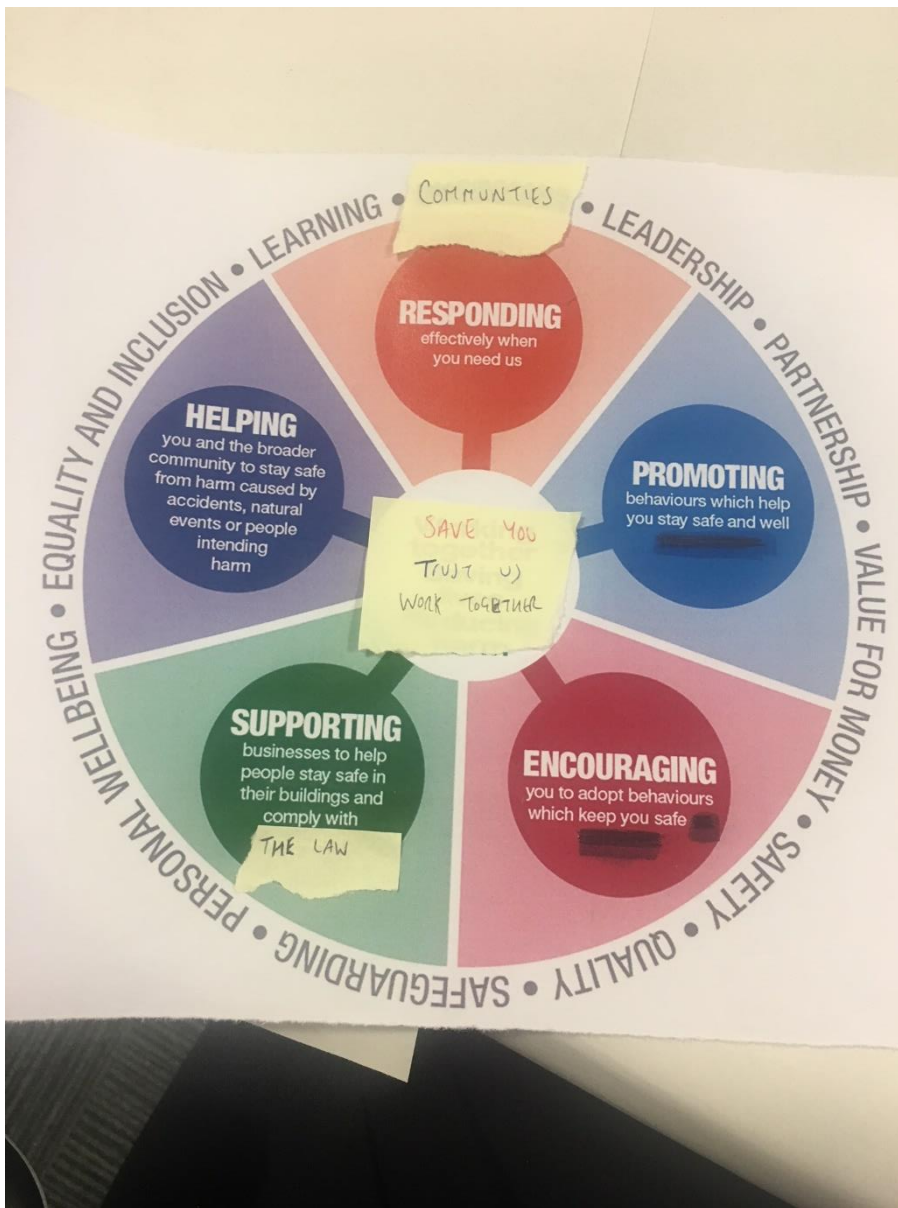 COMMUNTIES
• LEADERSHIP • PARTNERSHIP • VALUE FOR MONEY • SAFETY • QUALITY • SAFEGUARDING • PERSONAL WELLBEING • EQUALITY AND INCLUSION • LEARNING •
RESPONDING
effectively when
you need us
PROMOTING
behaviours which help
you stay safe and well
ENCOURAGING
you to adopt behaviours
which keep you safe
SUPPORTING
businesses to help
people stay safe in
their buildings and
comply with
THE LAW
HELPING
you and the broader
community to stay safe
from harm caused by
accidents, natural
events or people
intending
harm
SAVE YOU
TRUST US
WORK TOGETHER